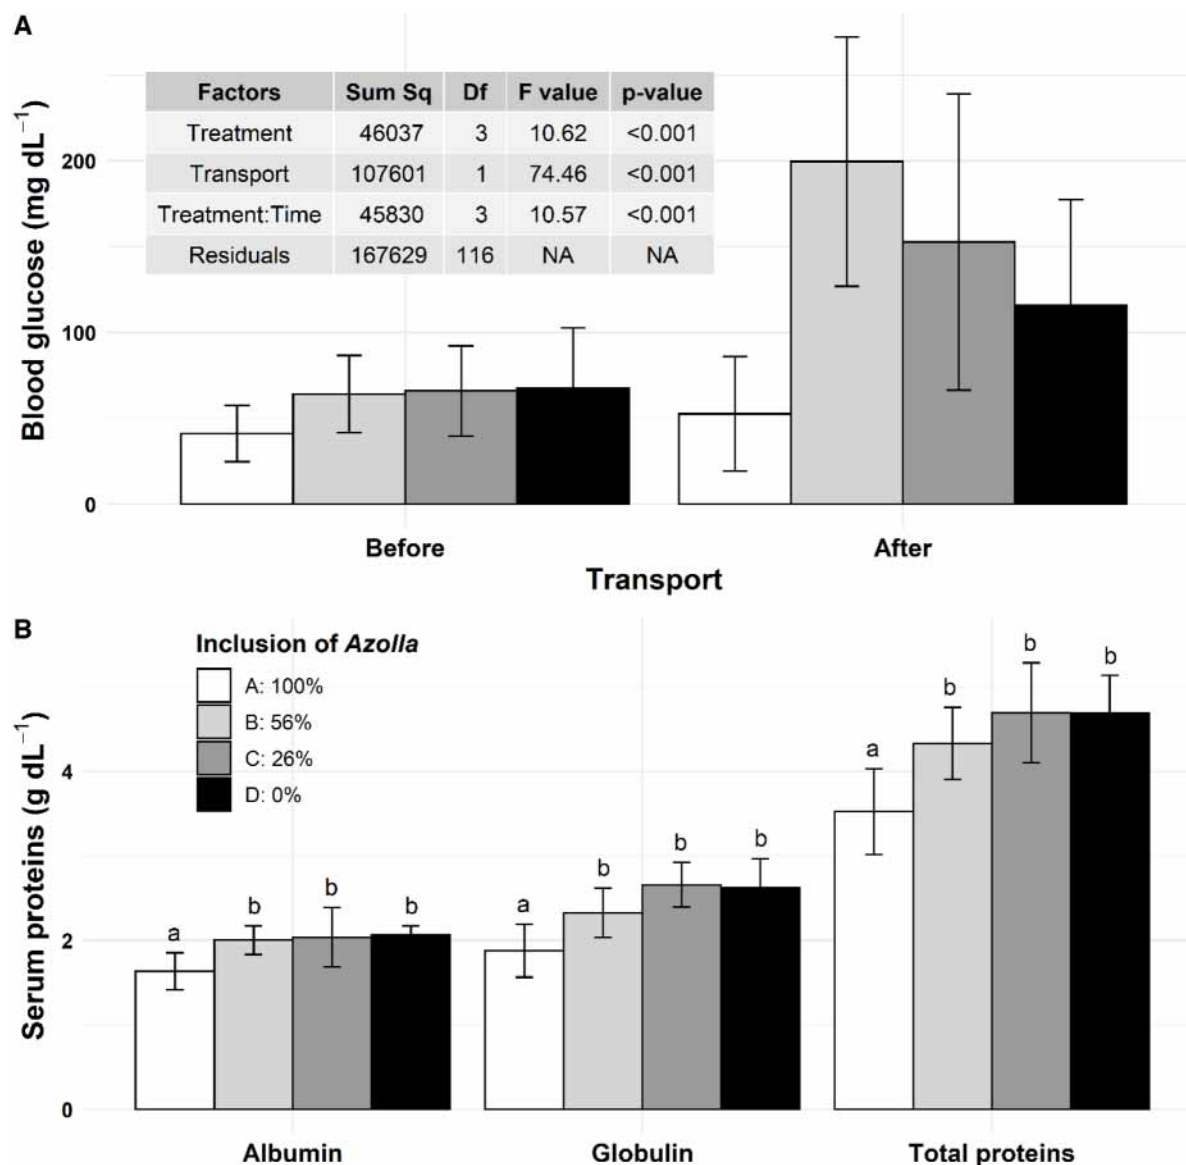 A
Factors Sum Sq Df F value p-value
Treatment 46037 3 10.62 <0.001
Transport 107601 1 74.46 <0.001
Treatment:Time 45830 3 10.57 <0.001
Residuals 167629 116 NA NA
Blood glucose (mg dL⁻¹)
200
100
0
Before After
Transport
B
Inclusion of Azolla
A: 100%
B: 56%
C: 26%
D: 0%
Serum proteins (g dL⁻¹)
4
2
0
a b b b
a b b b
a b b b
Albumin Globulin Total proteins